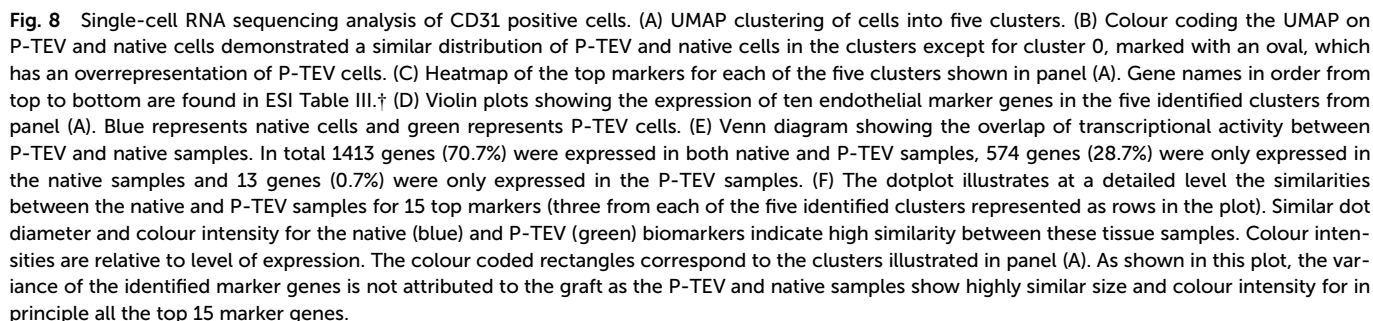 Fig. 8 Single-cell RNA sequencing analysis of CD31 positive cells. (A) UMAP clustering of cells into five clusters. (B) Colour coding the UMAP on
P-TEV and native cells demonstrated a similar distribution of P-TEV and native cells in the clusters except for cluster 0, marked with an oval, which
has an overrepresentation of P-TEV cells. (C) Heatmap of the top markers for each of the five clusters shown in panel (A). Gene names in order from
top to bottom are found in ESI Table III.† (D) Violin plots showing the expression of ten endothelial marker genes in the five identified clusters from
panel (A). Blue represents native cells and green represents P-TEV cells. (E) Venn diagram showing the overlap of transcriptional activity between
P-TEV and native samples. In total 1413 genes (70.7%) were expressed in both native and P-TEV samples, 574 genes (28.7%) were only expressed in
the native samples and 13 genes (0.7%) were only expressed in the P-TEV samples. (F) The dotplot illustrates at a detailed level the similarities
between the native and P-TEV samples for 15 top markers (three from each of the five identified clusters represented as rows in the plot). Similar dot
diameter and colour intensity for the native (blue) and P-TEV (green) biomarkers indicate high similarity between these tissue samples. Colour inten-
sities are relative to level of expression. The colour coded rectangles correspond to the clusters illustrated in panel (A). As shown in this plot, the var-
iance of the identified marker genes is not attributed to the graft as the P-TEV and native samples show highly similar size and colour intensity for in
principle all the top 15 marker genes.